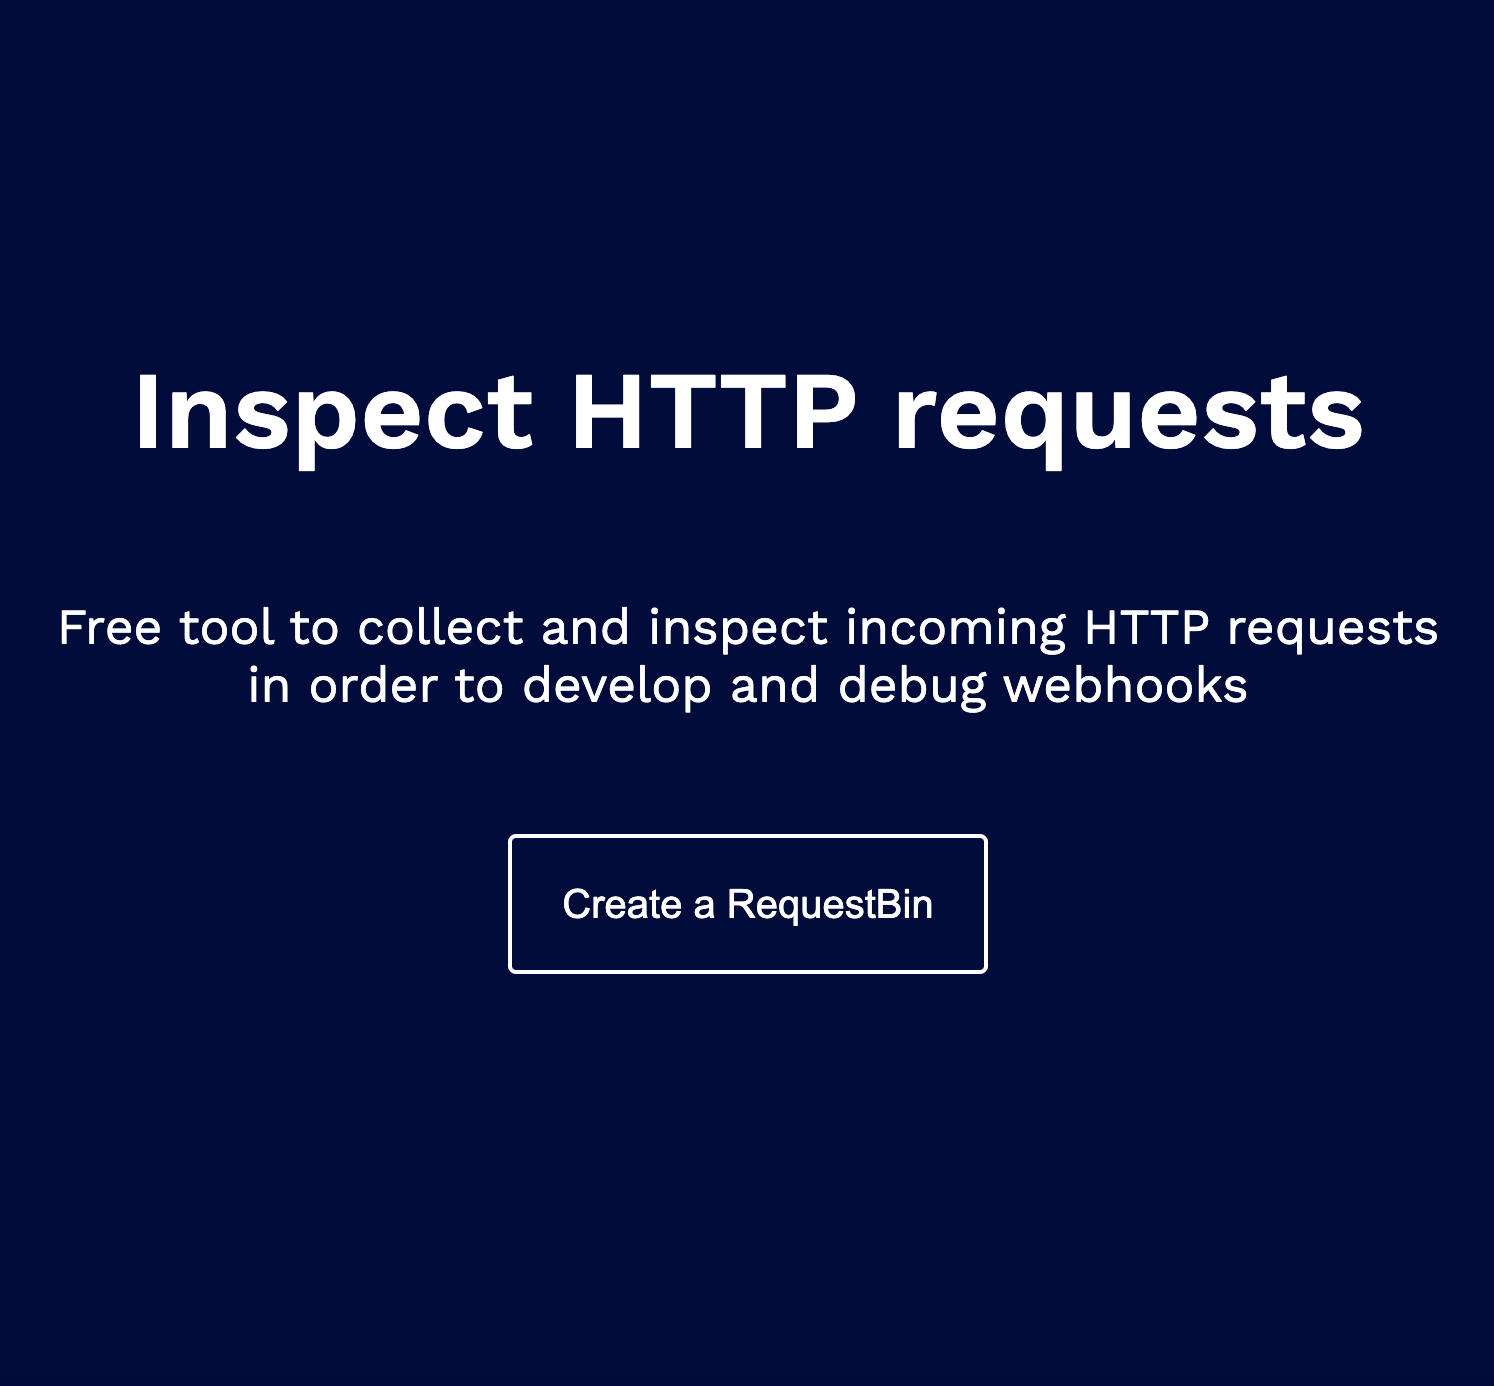 Inspect HTTP requests
Free tool to collect and inspect incoming HTTP requests
in order to develop and debug webhooks
Create a RequestBin